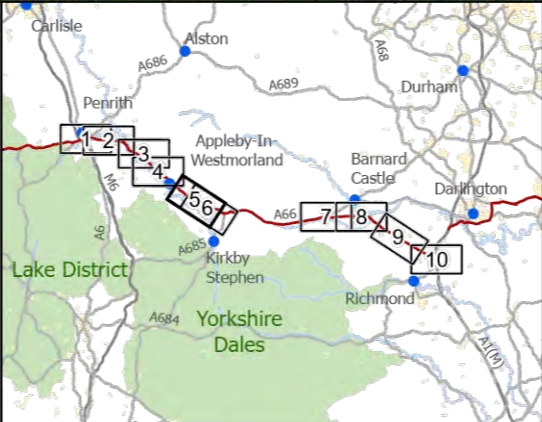 Carlisle
Alston
A686
A68
A689
Durham
Penrith
1
2
3
4
Appleby-In-
Westmorland
Barnard
Castle
Darlington
M6
A6
5
6
A66
7
8
9
10
A685
Kirkby
Stephen
Lake District
Richmond
A684
Yorkshire
Dales
A1(M)